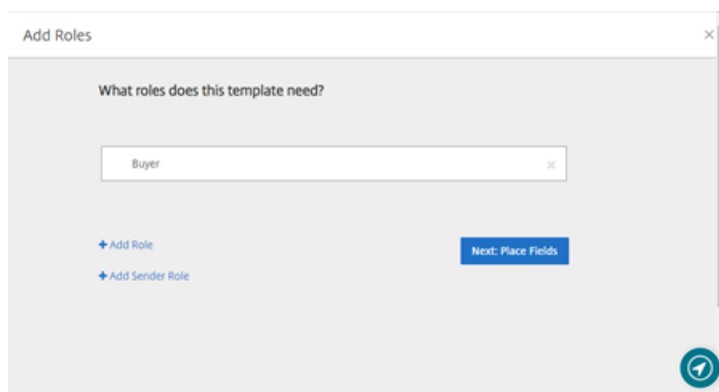 Add Roles
What roles does this template need?
Buyer
+ Add Role
Next: Place Fields
+ Add Sender Role